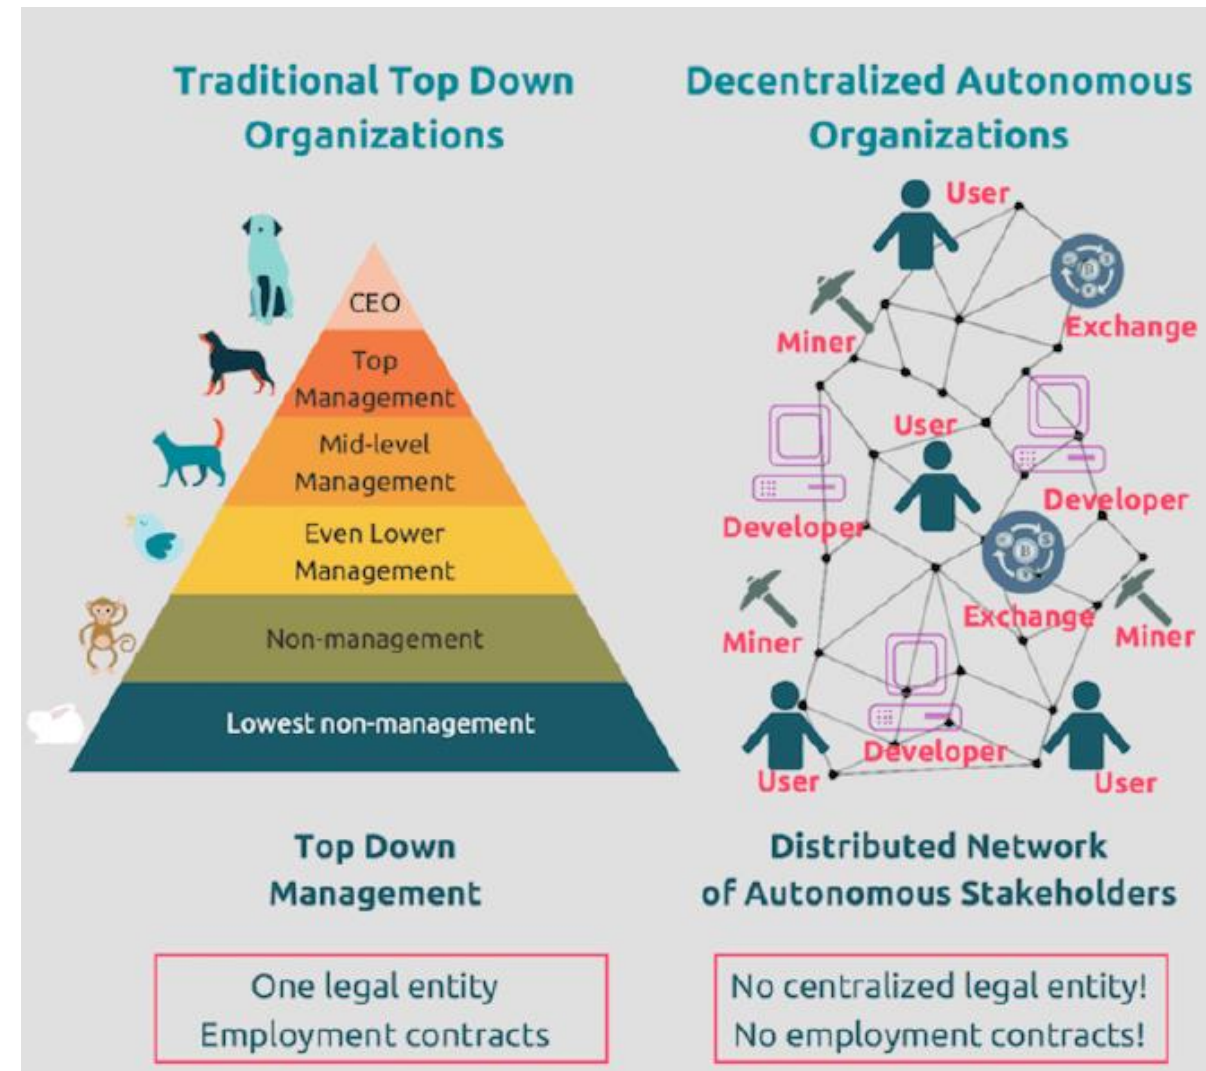 Traditional Top Down
Organizations
CEO
Top
Management
Mid-level
Management
Even Lower
Management
Non-management
Lowest non-management
Top Down
Management
One legal entity
Employment contracts
Decentralized Autonomous
Organizations
User
Exchange
Miner
User
Developer
Developer
Exchange
Miner
Miner
Developer
User
User
Distributed Network
of Autonomous Stakeholders
No centralized legal entity!
No employment contracts!